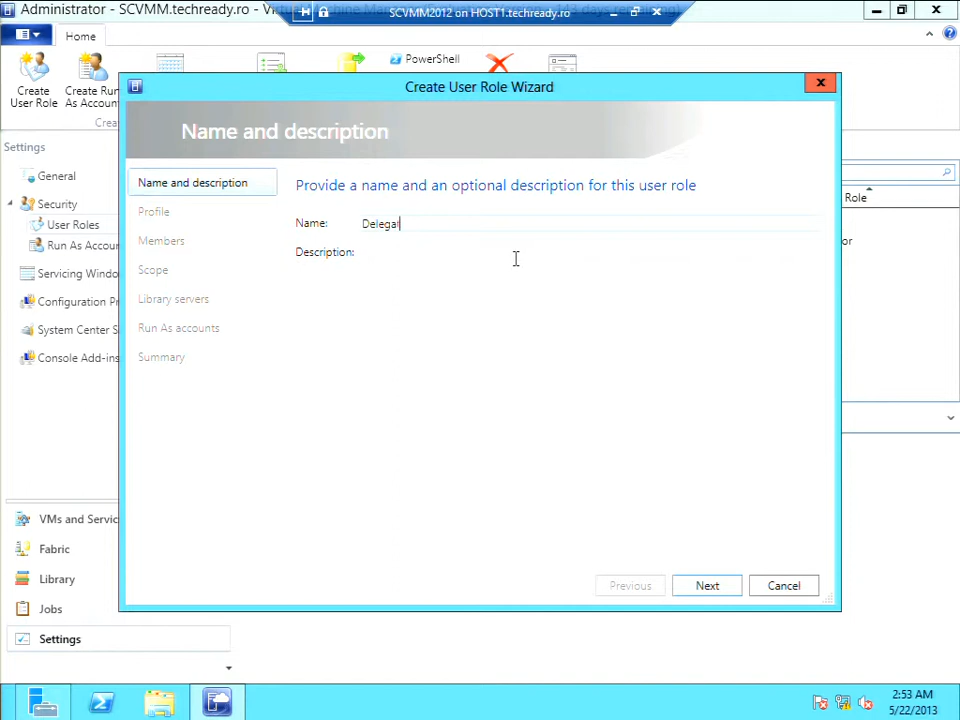 Administrator - SCVMM.techready.ro -
SCVMM2012 on HOST1.techready.ro
Home
Create
User Role
Create Run
As Accoun
PowerShell
Crea
Settings
General
Security
User Roles
Run As Accou
Servicing Windo
Configuration Pr
System Center S
Console Add-ins
Role
or
Create User Role Wizard
Name and description
Name and description
Profile
Members
Scope
Library servers
Run As accounts
Summary
Provide a name and an optional description for this user role
Name: Delegat
Description:
Previous
Next
Cancel
VMs and Servic
Fabric
Library
Jobs
Settings
2:53 AM
5/22/2013